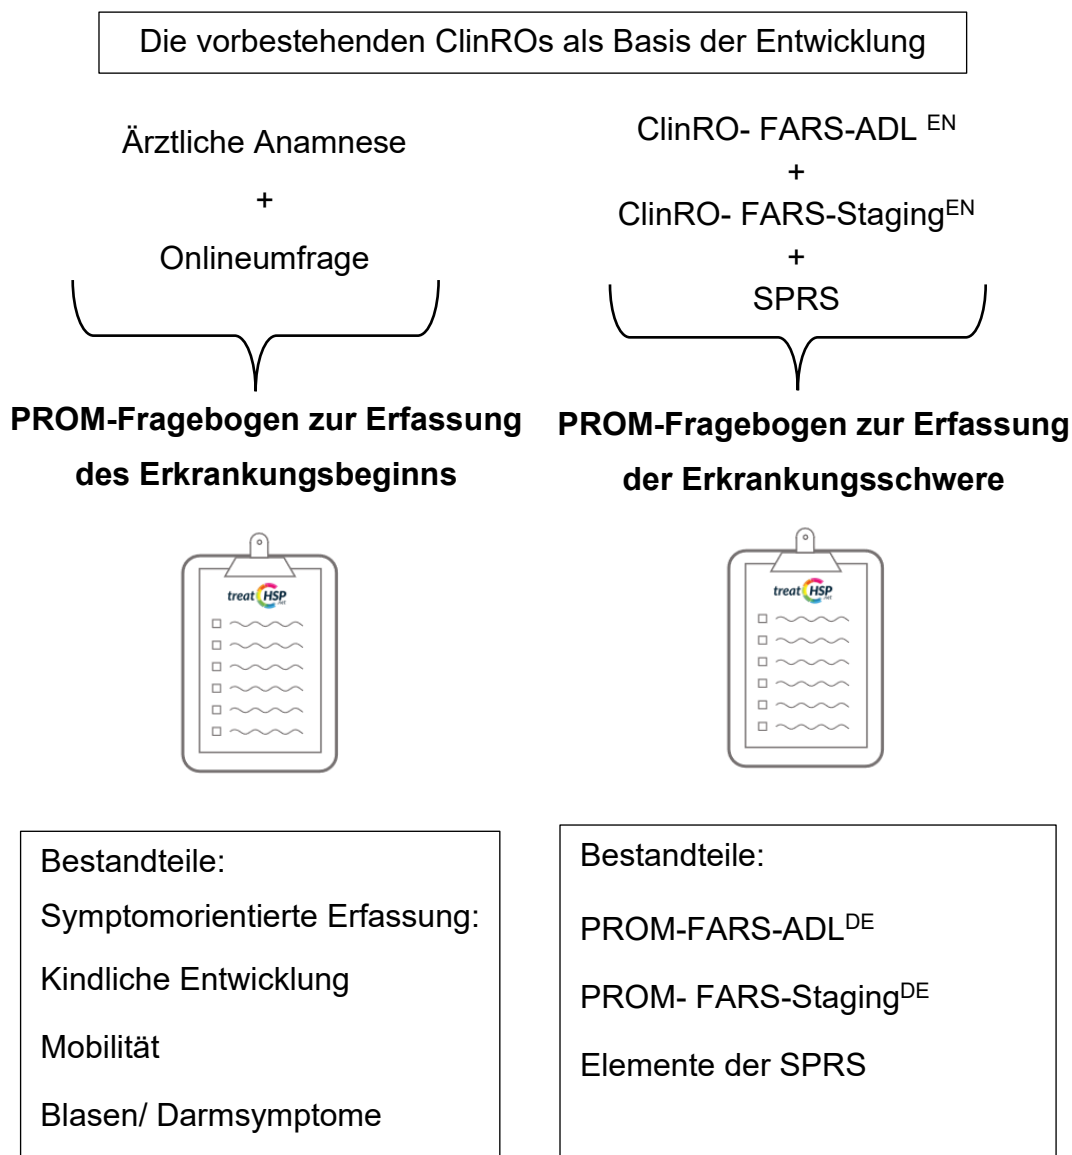 Die vorbestehenden ClinROs als Basis der Entwicklung
Ärztliche Anamnese
+
Onlineumfrage
PROM-Fragebogen zur Erfassung
des Erkrankungsbeginns
ClinRO- FARS-ADL EN
+
ClinRO- FARS-StagingEN
+
SPRS
PROM-Fragebogen zur Erfassung
der Erkrankungsschwere
treat HSP .net
treat HSP .net
Bestandteile:
Symptomorientierte Erfassung:
Kindliche Entwicklung
Mobilität
Blasen/ Darmsymptome
Bestandteile:
PROM-FARS-ADLDE
PROM- FARS-StagingDE
Elemente der SPRS